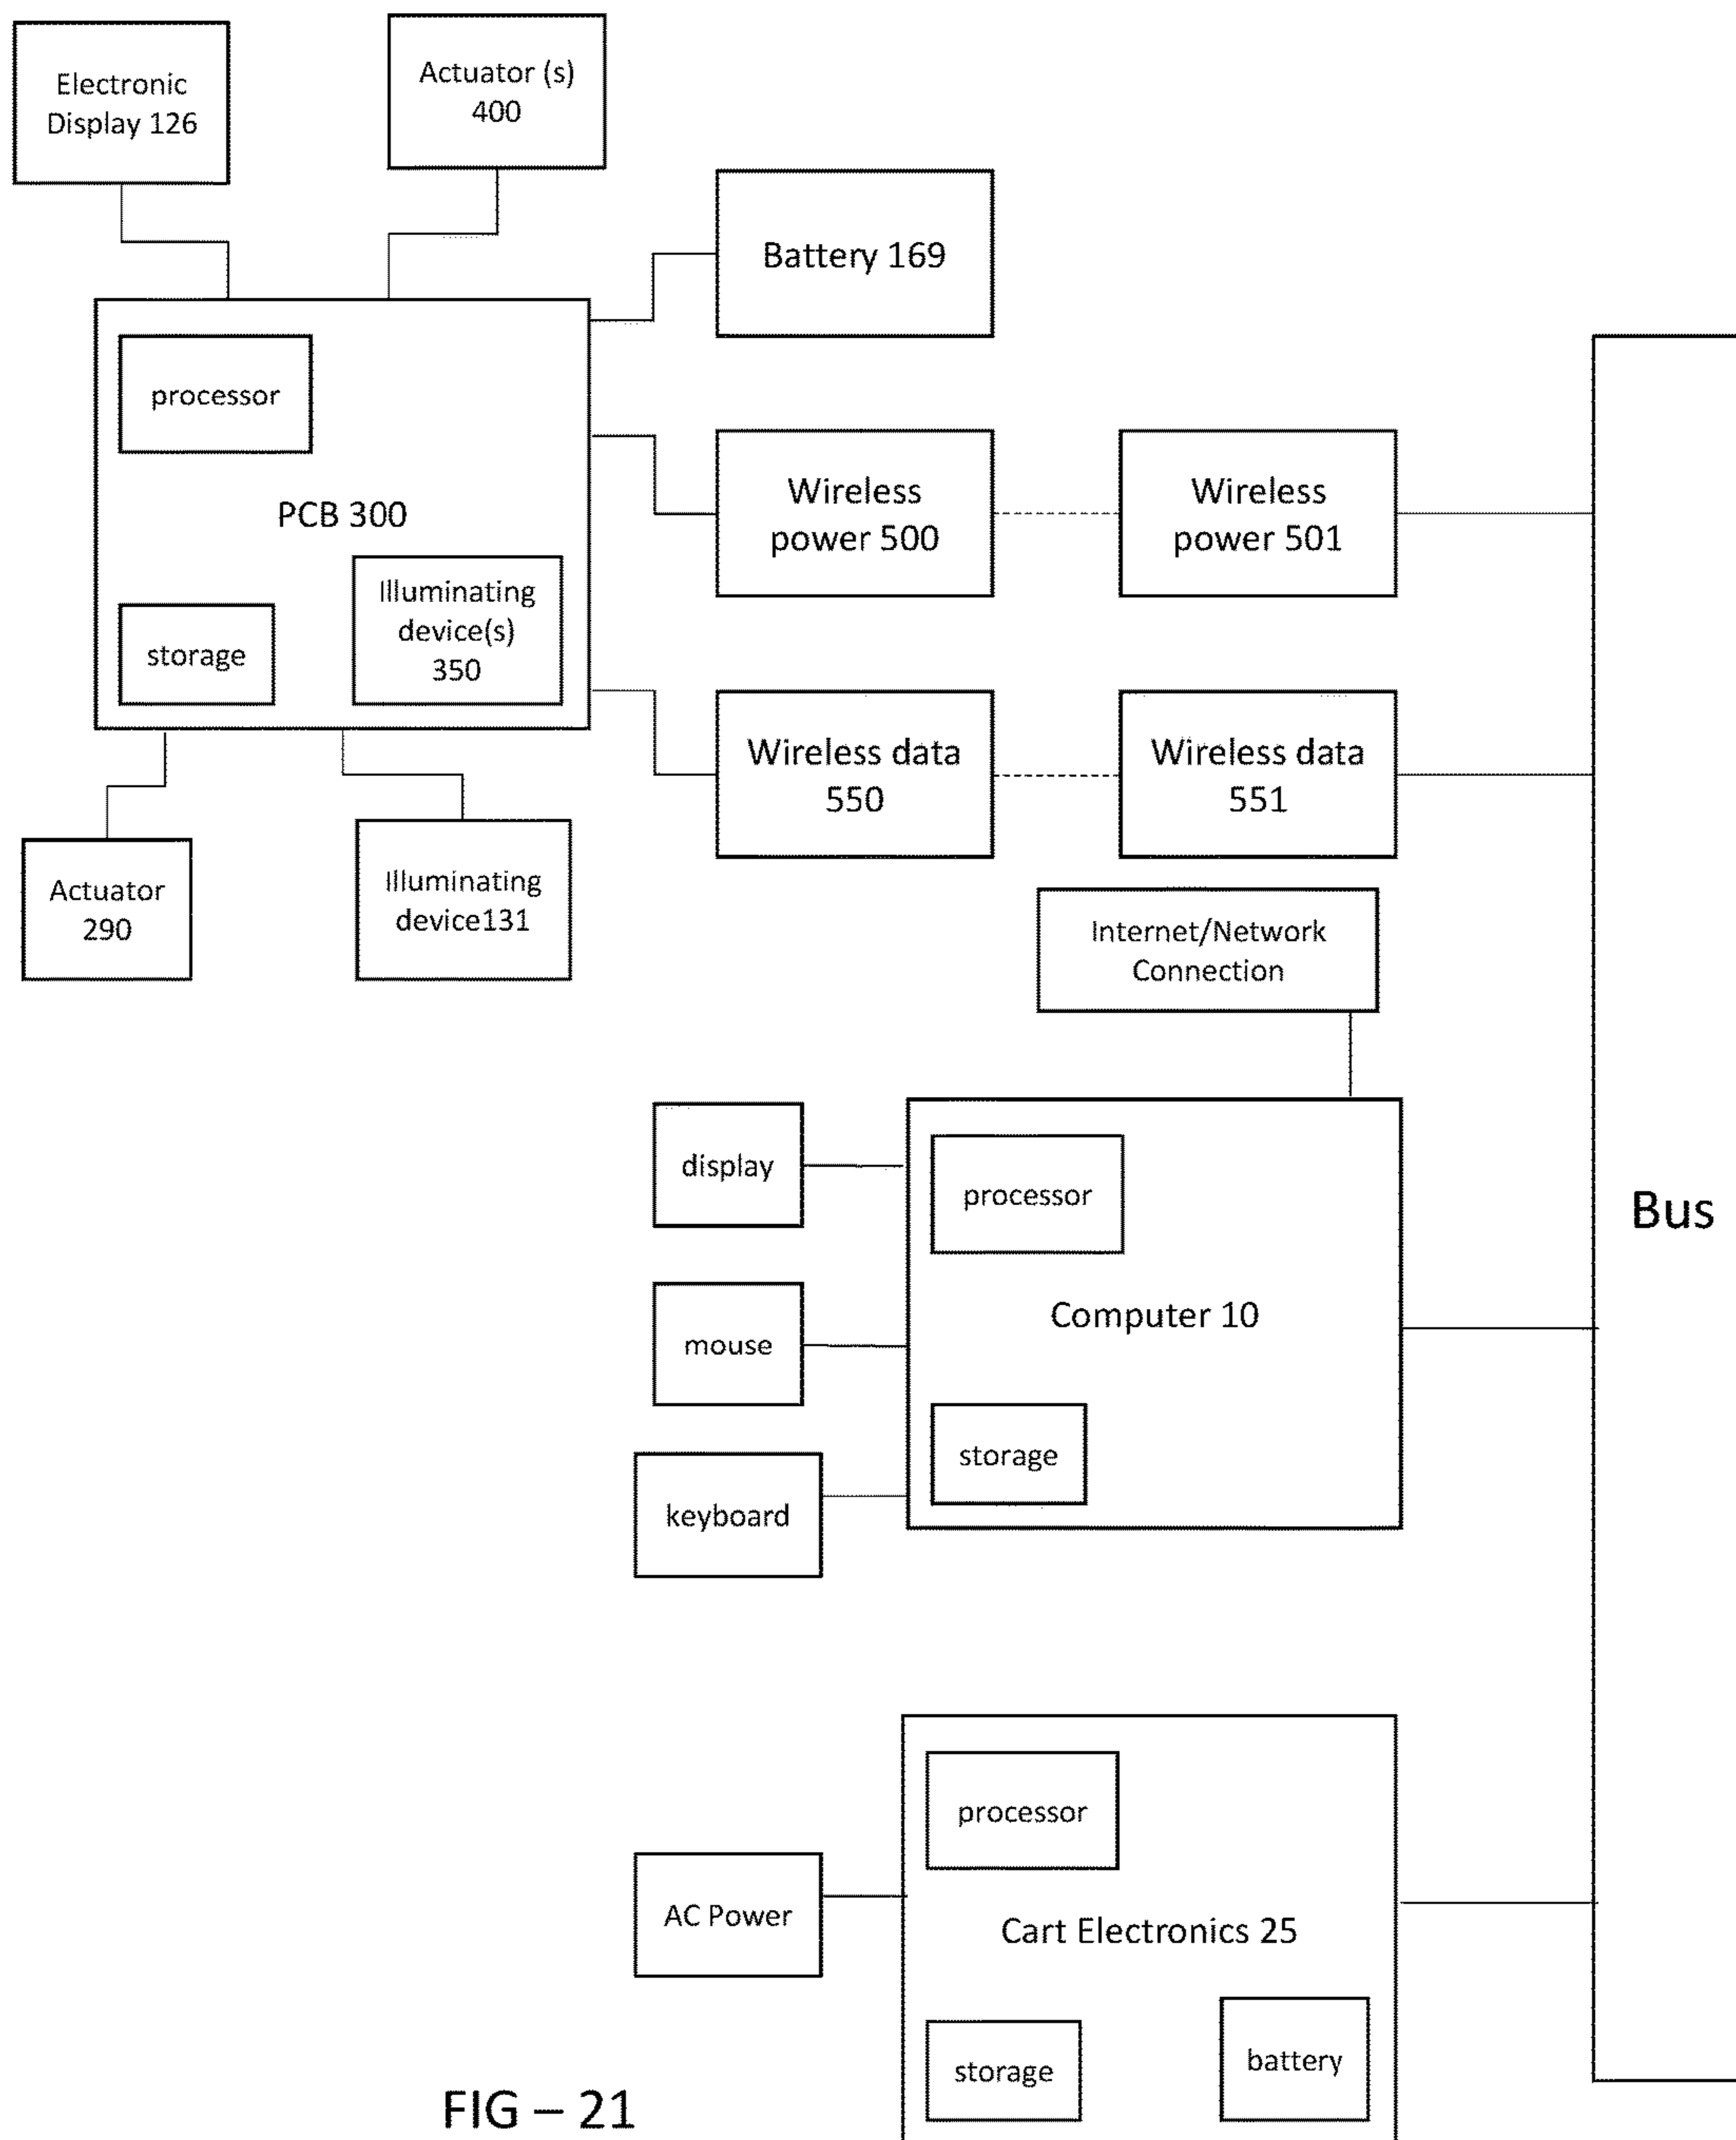 Electronic
Display 126
Actuator (s)
400
Battery 169
processor
PCB 300
Illuminating
device(s)
350
storage
Wireless
power 500
Wireless
power 501
Wireless data
550
Wireless data
551
Actuator
290
Illuminating
device131
Internet/Network
Connection
display
processor
mouse
Computer 10
storage
keyboard
Bus
processor
AC Power
Cart Electronics 25
storage
battery
FIG – 21